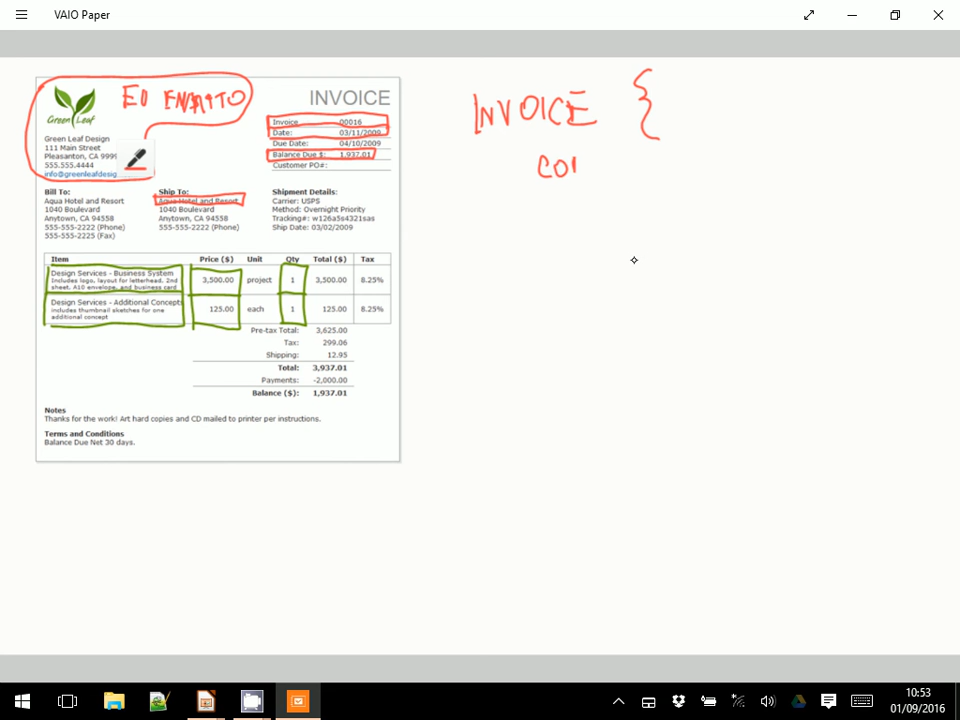 VAIO Paper
Green Leaf
INVOICE
INVOICE {
Invoice 00016
Date: 03/11/2009
Due Date: 04/10/2009
Balance Due $: 1,937.01
Customer PO#:
Green Leaf Design
111 Main Street
Pleasanton, CA
555.555.4444
Bill To:
Aqua Hotel and Resort
1040 Boulevard
Anytown, CA 94558
555-555-2222 (Phone)
555-555-2225 (Fax)
Ship To:
Aqua Hotel and Resort
1040 Boulevard
Anytown, CA 94558
555-555-2222 (Phone)
Shipment Details:
Carrier: USPS
Method: Overnight Priority
Tracking#: w126a5s4321sas
Ship Date: 03/02/2009
Item Price ($) Unit Qty Total ($) Tax
Design Services - Business System 3,500.00 project 1 3,500.00 8.25%
Includes logo, layout for letterhead, 2nd
sheet, A10 envelope, and business card
Design Services - Additional Concepts 125.00 each 1 125.00 8.25%
includes thumbnail sketches for one
additional concept
Pre-tax Total: 3,625.00
Tax: 299.06
Shipping: 12.95
Total: 3,937.01
Payments: -2,000.00
Balance ($): 1,937.01
Notes
Thanks for the work! Art hard copies and CD mailed to printer per instructions.
Terms and Conditions
Balance Due Net 30 days.
10:53
01/09/2016